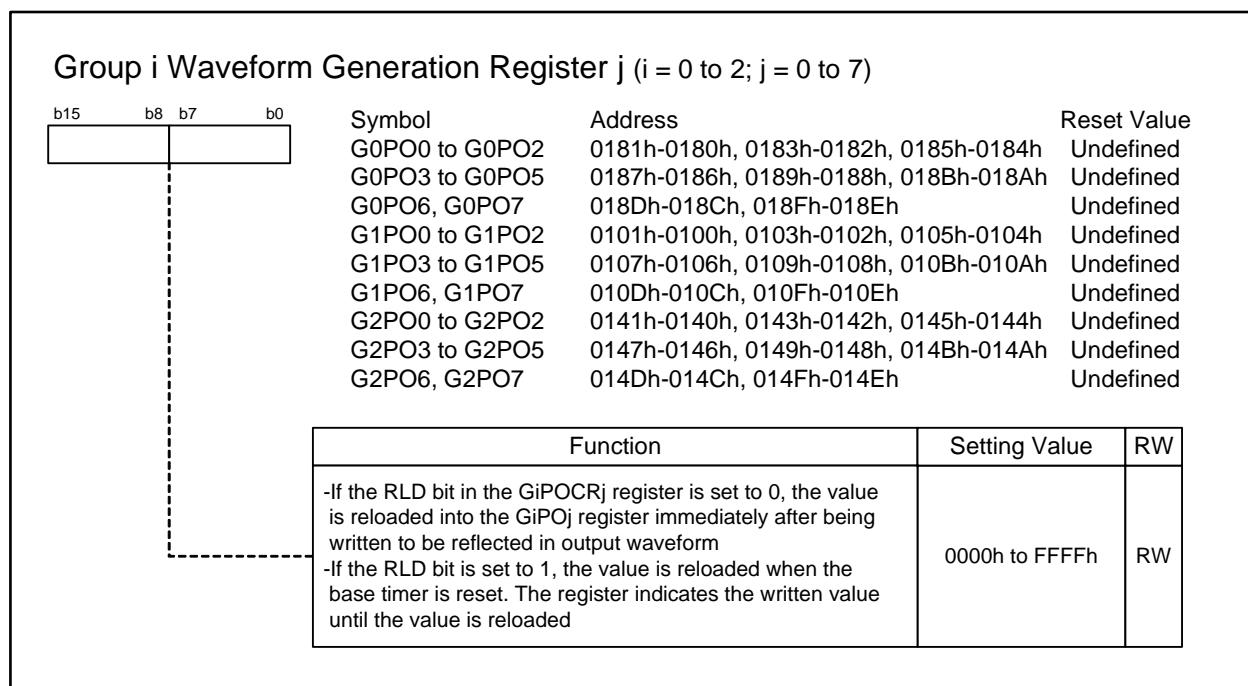 Group i Waveform Generation Register j (i = 0 to 2; j = 0 to 7)
b15 b8 b7 b0
Symbol Address Reset Value
G0PO0 to G0PO2 0181h-0180h, 0183h-0182h, 0185h-0184h Undefined
G0PO3 to G0PO5 0187h-0186h, 0189h-0188h, 018Bh-018Ah Undefined
G0PO6, G0PO7 018Dh-018Ch, 018Fh-018Eh Undefined
G1PO0 to G1PO2 0101h-0100h, 0103h-0102h, 0105h-0104h Undefined
G1PO3 to G1PO5 0107h-0106h, 0109h-0108h, 010Bh-010Ah Undefined
G1PO6, G1PO7 010Dh-010Ch, 010Fh-010Eh Undefined
G2PO0 to G2PO2 0141h-0140h, 0143h-0142h, 0145h-0144h Undefined
G2PO3 to G2PO5 0147h-0146h, 0149h-0148h, 014Bh-014Ah Undefined
G2PO6, G2PO7 014Dh-014Ch, 014Fh-014Eh Undefined
Function Setting Value RW
-If the RLD bit in the GiPOCRj register is set to 0, the value
is reloaded into the GiPOj register immediately after being
written to be reflected in output waveform
-If the RLD bit is set to 1, the value is reloaded when the
base timer is reset. The register indicates the written value
until the value is reloaded
0000h to FFFFh RW